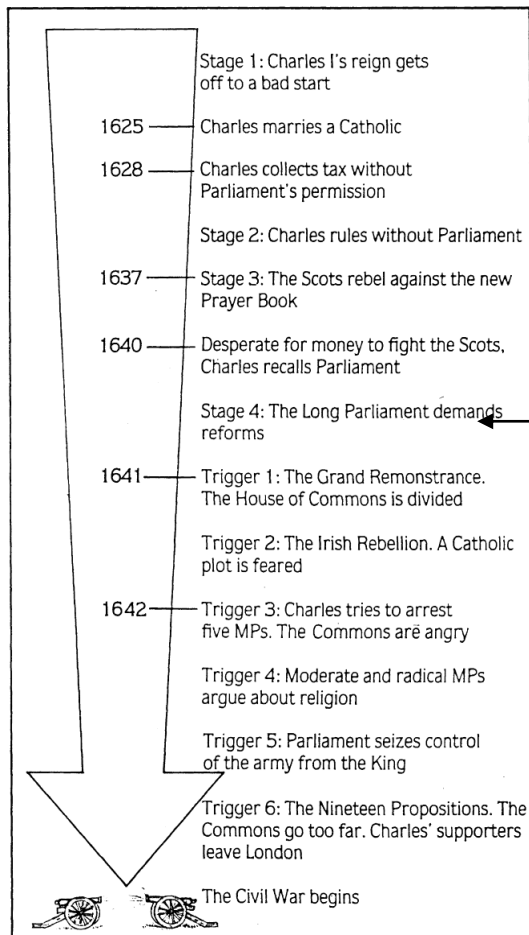 Stage 1: Charles I's reign gets
off to a bad start
1625 Charles marries a Catholic
1628 Charles collects tax without
Parliament's permission
Stage 2: Charles rules without Parliament
1637 Stage 3: The Scots rebel against the new
Prayer Book
1640 Desperate for money to fight the Scots,
Charles recalls Parliament
Stage 4: The Long Parliament demands
reforms
1641 Trigger 1: The Grand Remonstrance.
The House of Commons is divided
Trigger 2: The Irish Rebellion. A Catholic
plot is feared
1642 Trigger 3: Charles tries to arrest
five MPs. The Commons are angry
Trigger 4: Moderate and radical MPs
argue about religion
Trigger 5: Parliament seizes control
of the army from the King
Trigger 6: The Nineteen Propositions. The
Commons go too far. Charles' supporters
leave London
The Civil War begins